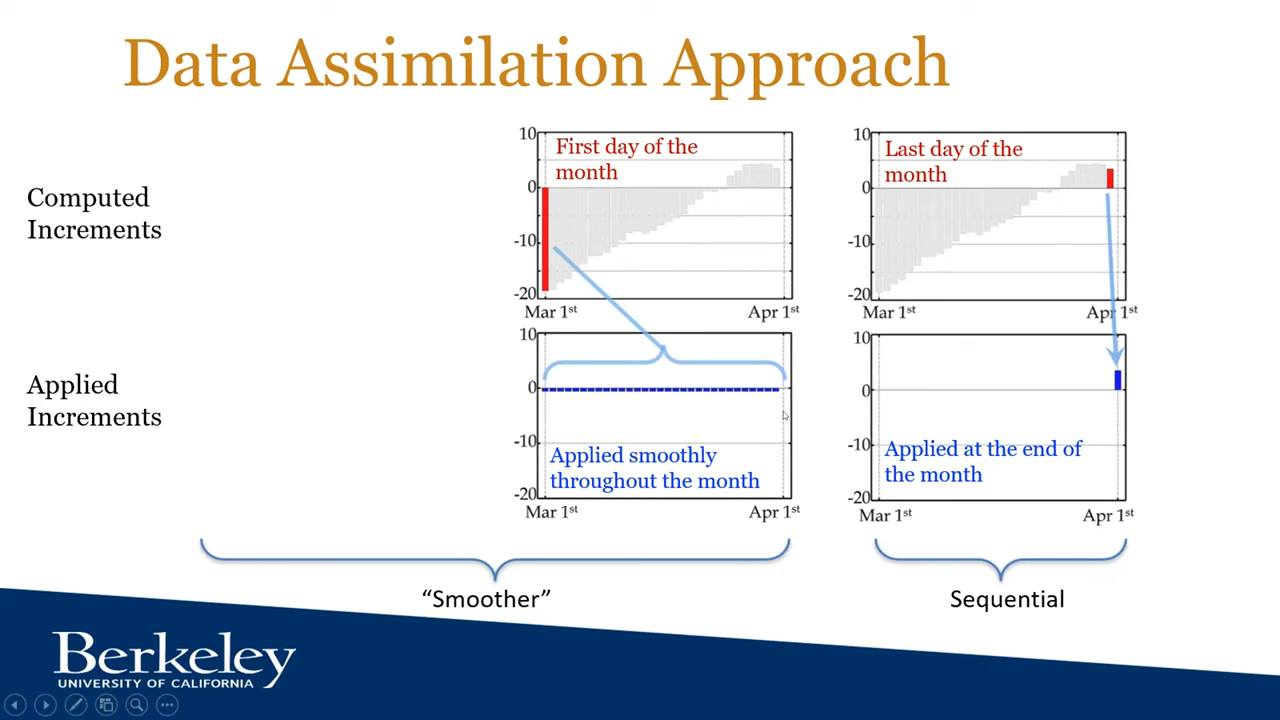 Data Assimilation Approach
Computed
Increments
10
First day of the
month
0
-10
-20
Mar 1st
Apr 1st
10
Last day of the
month
0
-10
-20
Mar 1st
Apr 1st
Applied
Increments
10
0
-10
Applied smoothly
throughout the month
-20
Mar 1st
Apr 1st
10
0
-10
Applied at the end of
the month
-20
Mar 1st
Apr 1st
“Smoother”
Sequential
Berkeley
UNIVERSITY OF CALIFORNIA